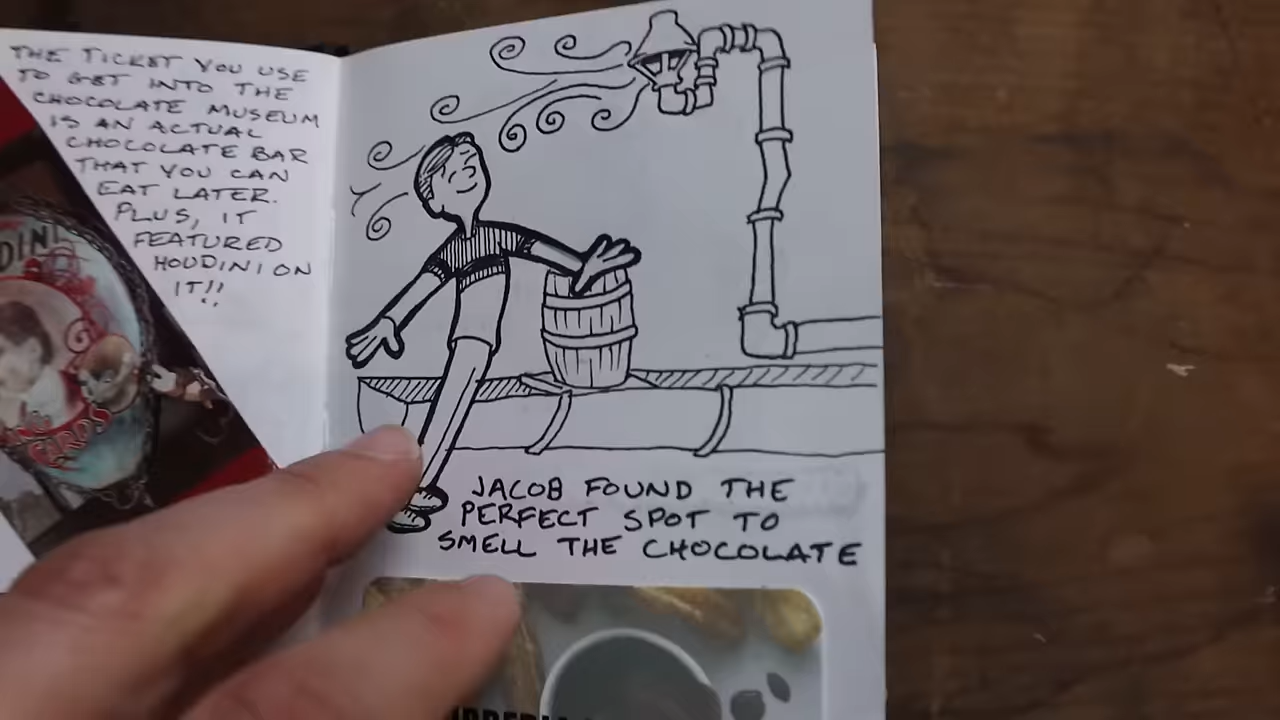 THE TICKET YOU USE
TO GET INTO THE
CHOCOLATE MUSEUM
IS AN ACTUAL
CHOCOLATE BAR
THAT YOU CAN
EAT LATER.
PLUS, IT
FEATURED
HOUDINI ON
IT!!
JACOB FOUND THE
PERFECT SPOT TO
SMELL THE CHOCOLATE